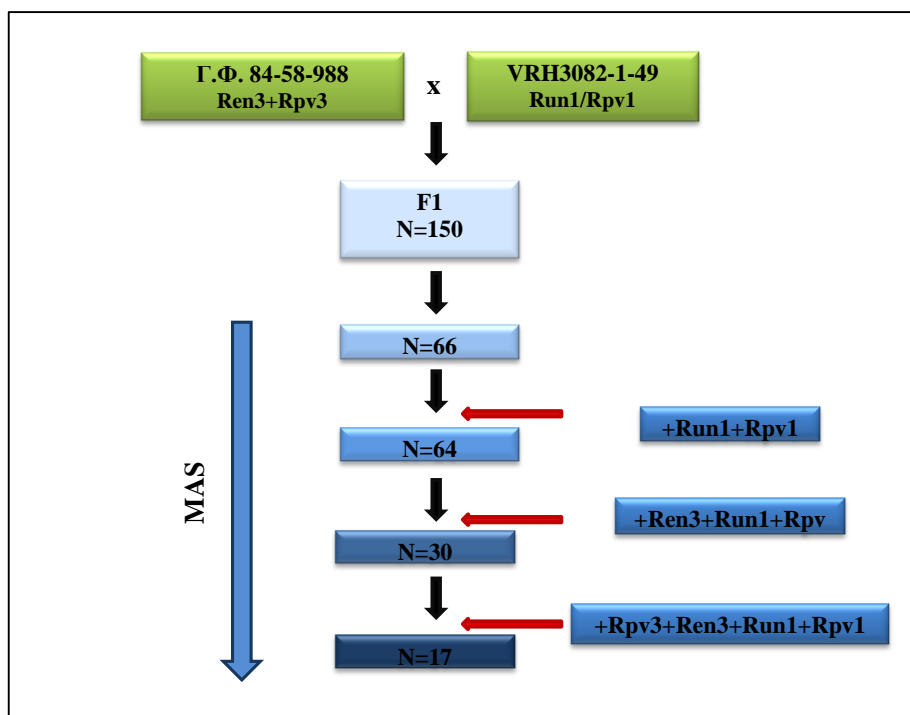 Г.Ф. 84-58-988
Ren3+Rpv3
x
VRH3082-1-49
Run1/Rpv1
F1
N=150
N=66
+Run1+Rpv1
N=64
MAS
+Ren3+Run1+Rpv
N=30
+Rpv3+Ren3+Run1+Rpv1
N=17